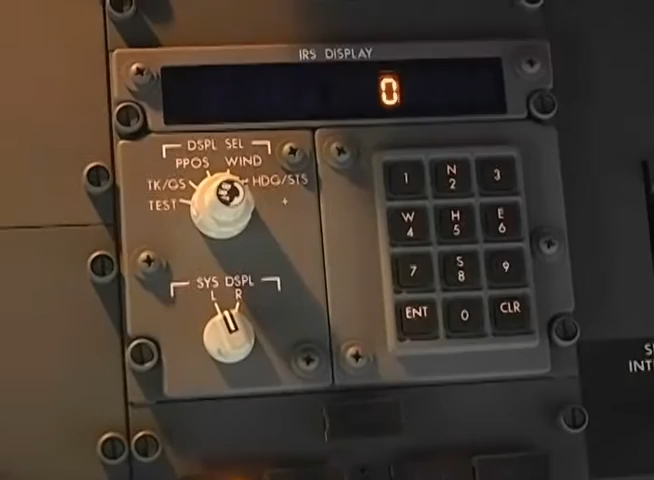 IRS DISPLAY
0
DSPL SEL
PPOS WIND
TK/GS HDG/STS
TEST
SYS DSPL
L R
1 N 2 3
W 4 H 5 E 6
7 S 8 9
ENT 0 CLR